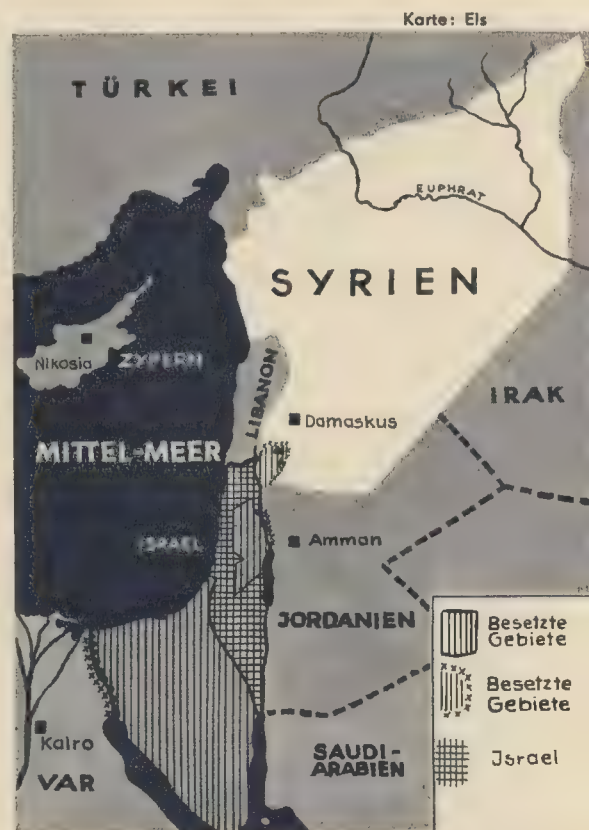 Karte: Els
TÜRKEI
EUPHRAT
SYRIEN
Nikosia
ZYPERN
LIBANON
IRAK
Damaskus
MITTEL-MEER
ISRAEL
Amman
JORDANIEN
Besetzte
Gebiete
Besetzte
Gebiete
Kairo
SAUDI-
ARABIEN
Jsrael
VAR